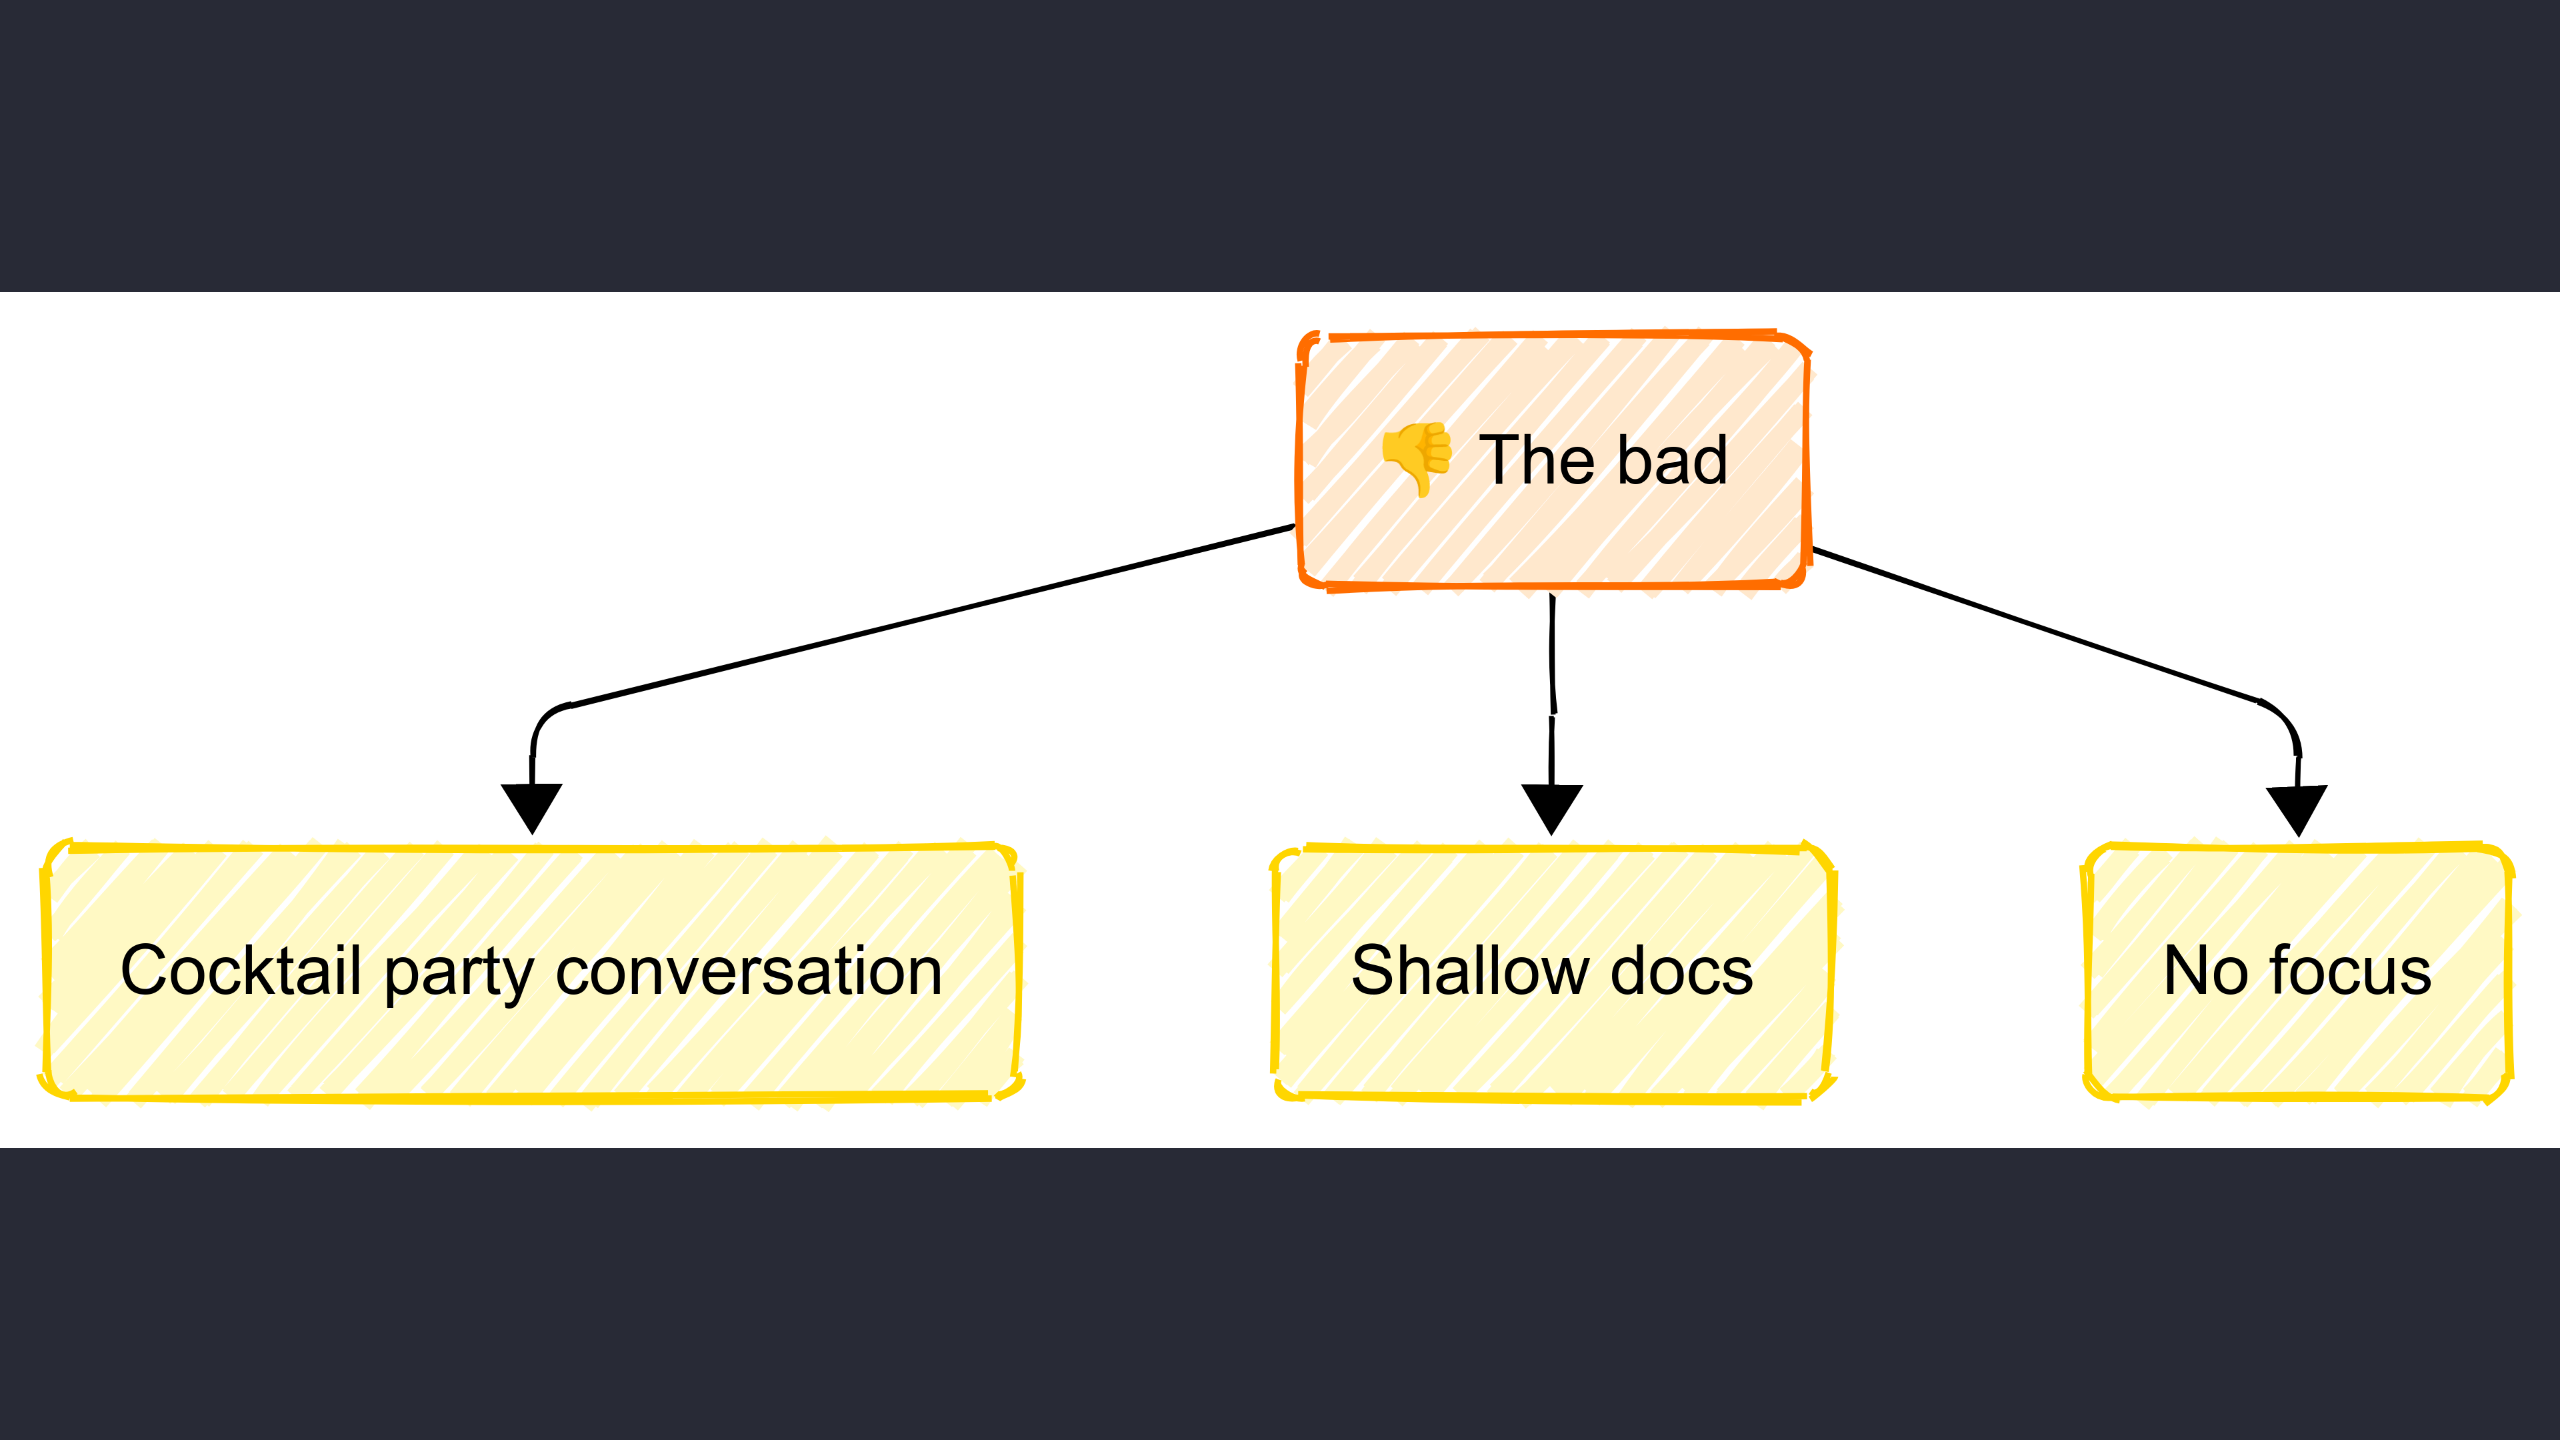 👎 The bad
Cocktail party conversation
Shallow docs
No focus